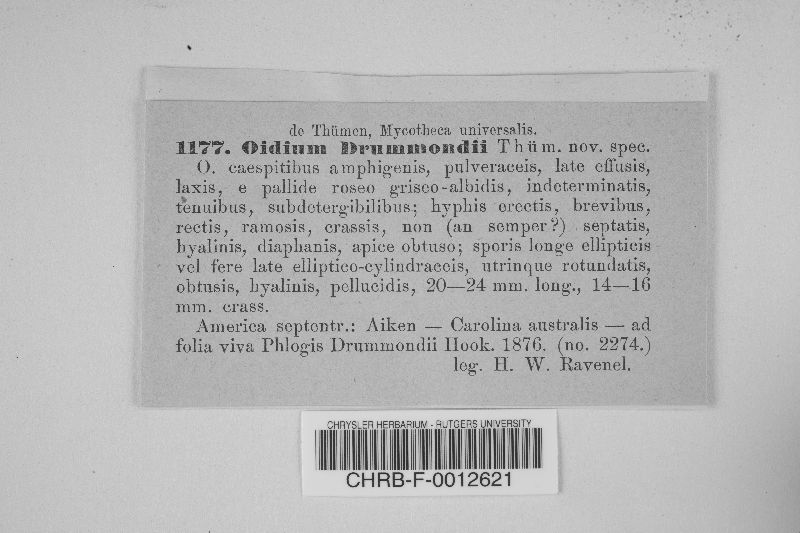 de Thümen, Mycotheca universalis.
1177. Oidium Drummondii Thüm. nov. spec.
O. caespitibus amphigenis, pulveraceis, late effusis,
laxis, e pallide roseo griseo-albidis, indeterminatis,
tenuibus, subdetergibilibus; hyphis erectis, brevibus,
rectis, ramosis, crassis, non (an semper?) septatis,
hyalinis, diaphanis, apice obtuso; sporis longe ellipticis
vel fere late elliptico-cylindraceis, utrinque rotundatis,
obtusis, hyalinis, pellucidis, 20—24 mm. long., 14—16
mm. crass.
America septentr.: Aiken — Carolina australis — ad
folia viva Phlogis Drummondii Hook. 1876. (no. 2274.)
leg. H. W. Ravenel.
CHRYSLER HERBARIUM - RUTGERS UNIVERSITY
CHRB-F-0012621